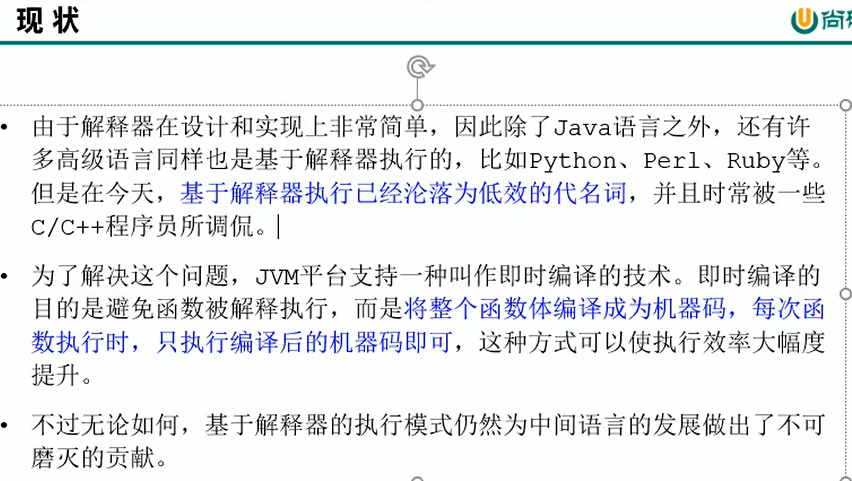 现状
尚
• 由于解释器在设计和实现上非常简单，因此除了Java语言之外，还有许
多高级语言同样也是基于解释器执行的，比如Python、Perl、Ruby等。
但是在今天，基于解释器执行已经沦落为低效的代名词，并且时常被一些
C/C++程序员所调侃。
• 为了解决这个问题，JVM平台支持一种叫作即时编译的技术。即时编译的
目的是避免函数被解释执行，而是将整个函数体编译成为机器码，每次函
数执行时，只执行编译后的机器码即可，这种方式可以使执行效率大幅度
提升。
• 不过无论如何，基于解释器的执行模式仍然为中间语言的发展做出了不可
磨灭的贡献。